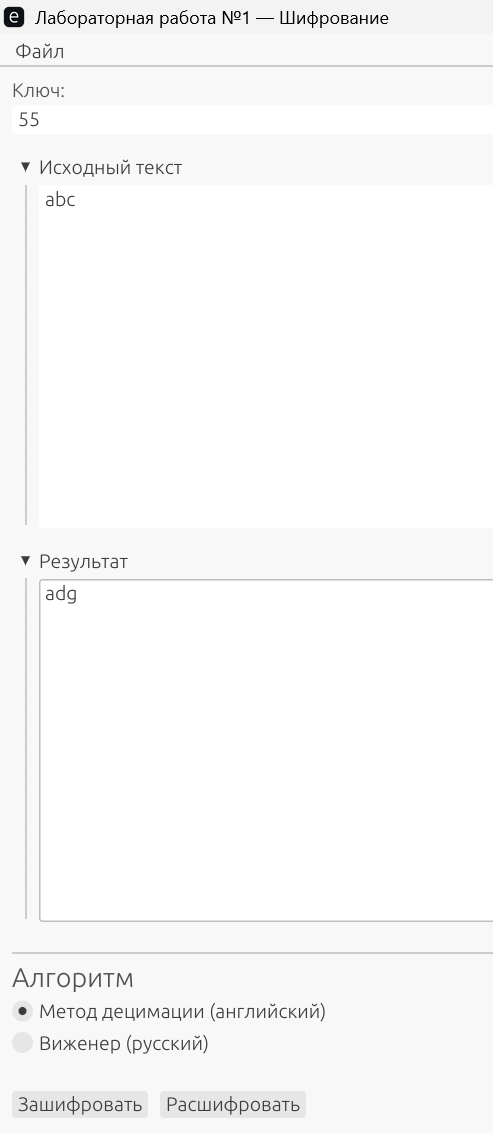 e Лабораторная работа №1 — Шифрование
Файл
Ключ:
55
Исходный текст
abc
Результат
adg
Алгоритм
Метод децимации (английский)
Виженер (русский)
Зашифровать Расшифровать